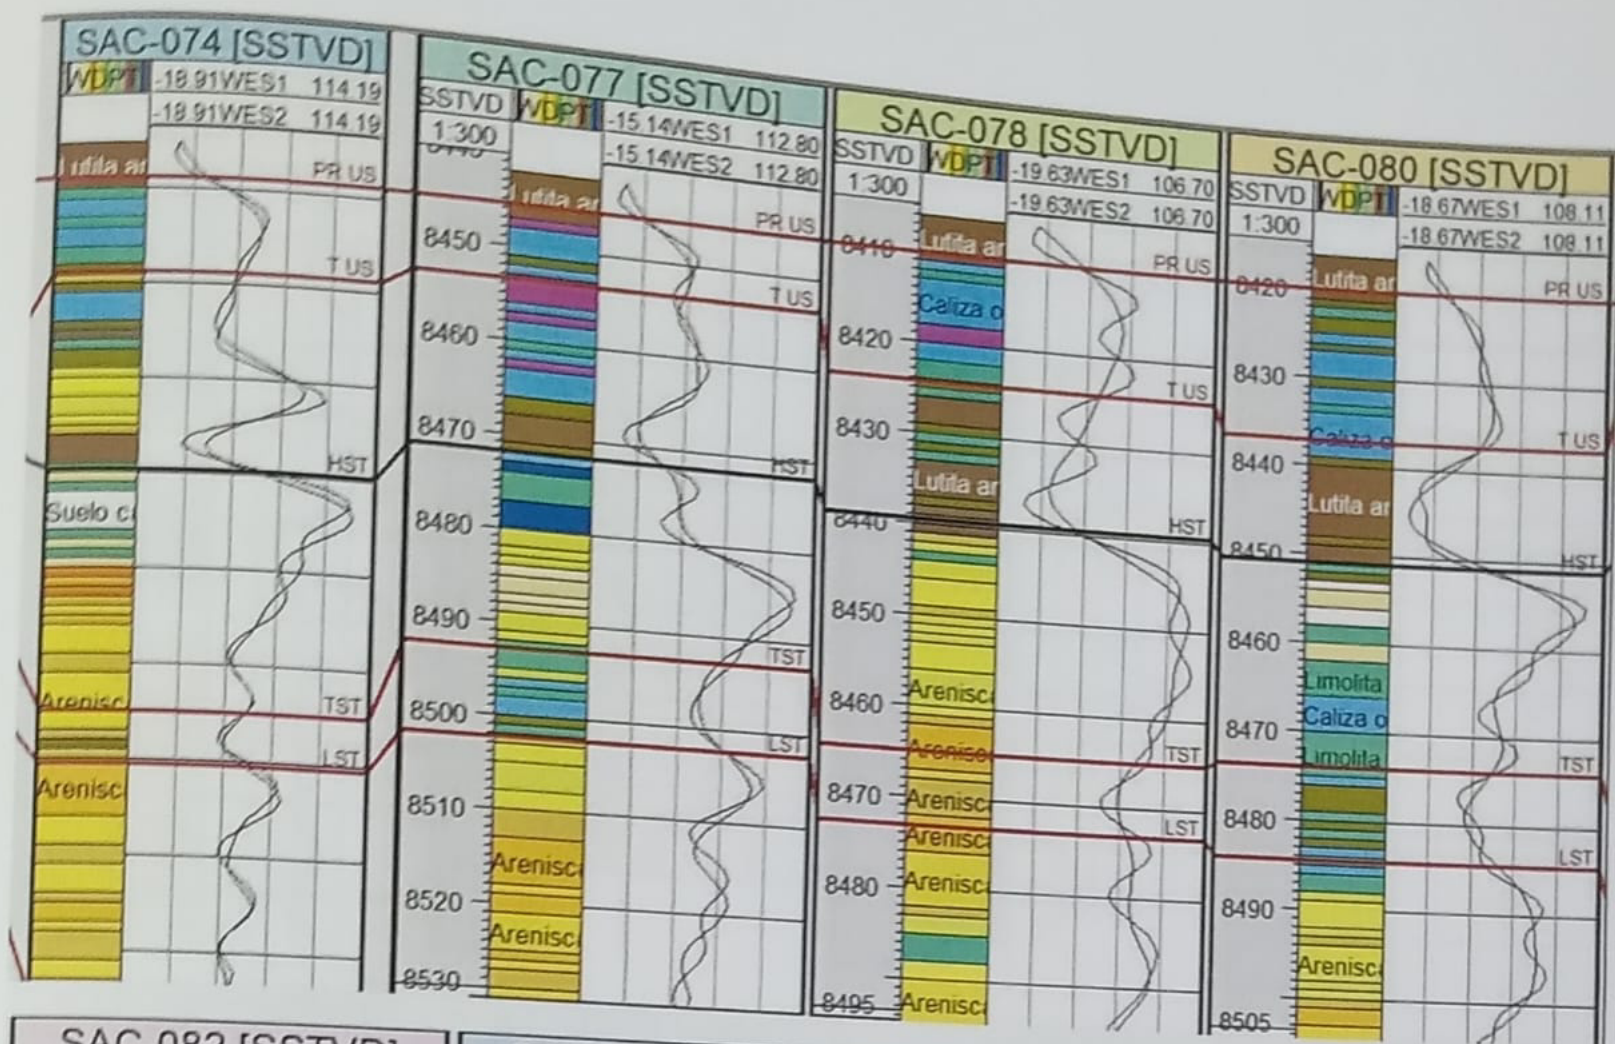 SAC-074 [SSTVD]
WDPT -18.91WES1 114.19
-18.91WES2 114.19
Lutita ar
PR US
T US
HST
Suelo c
Arenisc
TST
LST
Arenisc
SAC-077 [SSTVD]
SSTVD WDPT -15.14WES1 112.80
1:300 -15.14WES2 112.80
Lutita ar
PR US
8450
T US
8460
8470
HST
8480
8490
TST
8500
LST
8510
Arenisc
8520
Arenisc
8530
SAC-078 [SSTVD]
SSTVD WDPT -19.63WES1 106.70
1:300 -19.63WES2 106.70
8410 Lutita ar
PR US
Caliza o
8420
T US
8430
Lutita ar
8440
HST
8450
Arenisc
8460
Arenisc
TST
8470 Arenisc
LST
Arenisc
8480 Arenisc
8495 Arenisc
SAC-080 [SSTVD]
SSTVD WDPT -18.67WES1 108.11
1:300 -18.67WES2 108.11
8420 Lutita ar
PR US
8430
Caliza o
T US
8440
Lutita ar
8450
HST
8460
Limolita
Caliza o
8470
Limolita
TST
8480
LST
8490
Arenisc
8505
SAC-082 [SSTVD]